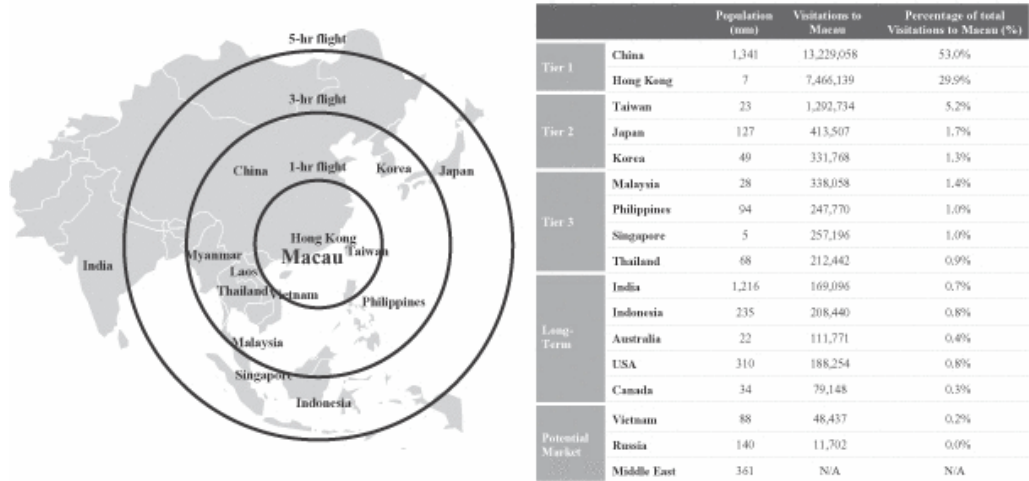 5-hr flight
3-hr flight
China
1-hr flight
Korea
Japan
Hong Kong
Macau
Taiwan
Myanmar
India
Laos
Thailand
Vietnam
Philippines
Malaysia
Singapore
Indonesia
Population (mm) Visitations to Macau Percentage of total Visitations to Macau (%)
Tier 1
China 1,341 13,229,058 53.0%
Hong Kong 7 7,466,139 29.9%
Tier 2
Taiwan 23 1,292,734 5.2%
Japan 127 413,507 1.7%
Korea 49 331,768 1.3%
Tier 3
Malaysia 28 338,058 1.4%
Philippines 94 247,770 1.0%
Singapore 5 257,196 1.0%
Thailand 68 212,442 0.9%
Long-Term
India 1,216 169,096 0.7%
Indonesia 235 208,440 0.8%
Australia 22 111,771 0.4%
USA 310 188,254 0.8%
Canada 34 79,148 0.3%
Potential Market
Vietnam 88 48,437 0.2%
Russia 140 11,702 0.0%
Middle East 361 N/A N/A